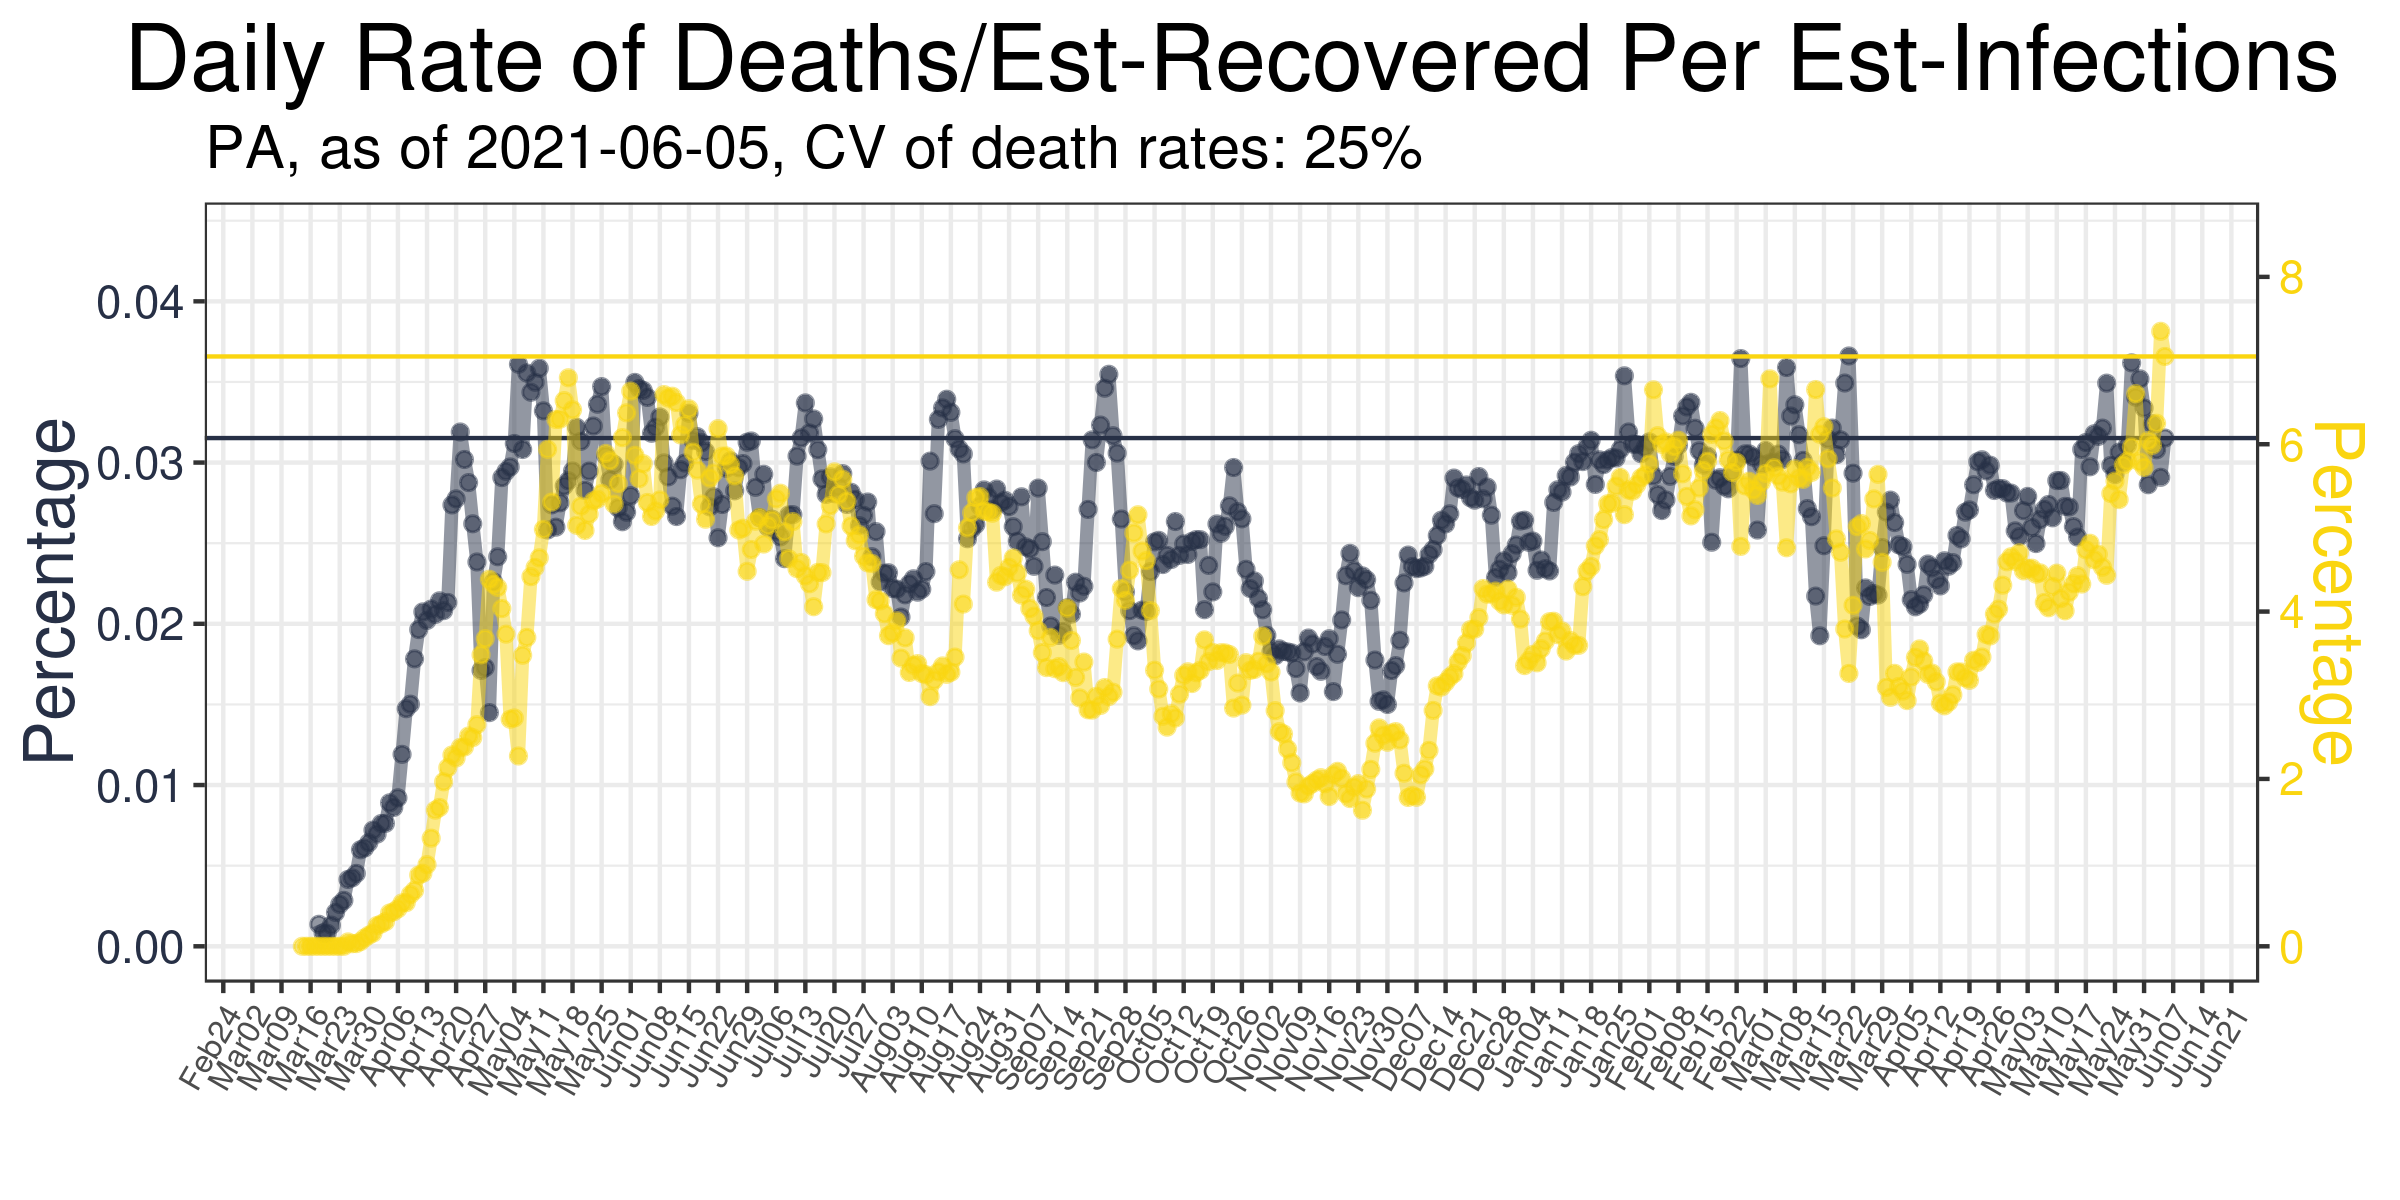 Daily Rate of Deaths/Est-Recovered Per Est-Infections
PA, as of 2021-06-05, CV of death rates: 25%
Percentage
0.04
0.03
0.02
0.01
0.00
8
6
4
2
0
Percentage
Feb24
Mar02
Mar09
Mar16
Mar23
Mar30
Apr06
Apr13
Apr20
Apr27
May04
May11
May18
May25
Jun01
Jun08
Jun15
Jun22
Jun29
Jul06
Jul13
Jul20
Jul27
Aug03
Aug10
Aug17
Aug24
Aug31
Sep07
Sep14
Sep21
Sep28
Oct05
Oct12
Oct19
Oct26
Nov02
Nov09
Nov16
Nov23
Nov30
Dec07
Dec14
Dec21
Dec28
Jan04
Jan11
Jan18
Jan25
Feb01
Feb08
Feb15
Feb22
Mar01
Mar08
Mar15
Mar22
Mar29
Apr05
Apr12
Apr19
Apr26
May03
May10
May17
May24
May31
Jun07
Jun14
Jun21